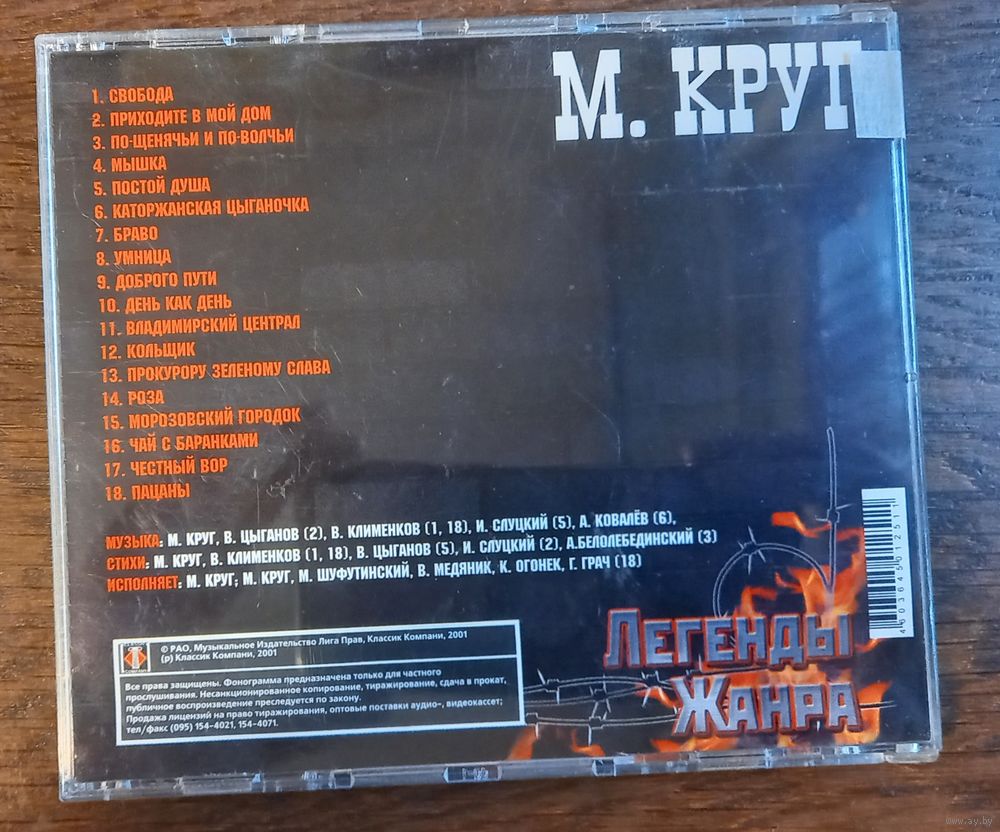 М. КРУГ
1. СВОБОДА
2. ПРИХОДИТЕ В МОЙ ДОМ
3. ПО-ЩЕНЯЧЬИ И ПО-ВОЛЧЬИ
4. МЫШКА
5. ПОСТОЙ ДУША
6. КАТОРЖАНСКАЯ ЦЫГАНОЧКА
7. БРАВО
8. УМНИЦА
9. ДОБРОГО ПУТИ
10. ДЕНЬ КАК ДЕНЬ
11. ВЛАДИМИРСКИЙ ЦЕНТРАЛ
12. КОЛЬЩИК
13. ПРОКУРОРУ ЗЕЛЕНОМУ СЛАВА
14. РОЗА
15. МОРОЗОВСКИЙ ГОРОДОК
16. ЧАЙ С БАРАНКАМИ
17. ЧЕСТНЫЙ ВОР
18. ПАЦАНЫ
МУЗЫКА: М. КРУГ, В. ЦЫГАНОВ (2), В. КЛИМЕНКОВ (1, 18), И. СЛУЦКИЙ (5), А. КОВАЛЁВ (6),
СТИХИ: М. КРУГ, В. КЛИМЕНКОВ (1, 18), В. ЦЫГАНОВ (5), И. СЛУЦКИЙ (2), А.БЕЛОЛЕБЕДИНСКИЙ (3)
ИСПОЛНЯЕТ: М. КРУГ; М. КРУГ, М. ШУФУТИНСКИЙ, В. МЕДЯНИК, К. ОГОНЕК, Г. ГРАЧ (18)
4603645012511
ЛЕГЕНДЫ
ЖАНРА
© РАО, Музыкальное Издательство Лига Прав, Классик Компани, 2001
(р) Классик Компани, 2001
Все права защищены. Фонограмма предназначена только для частного
прослушивания. Несанкционированное копирование, тиражирование, сдача в прокат,
публичное воспроизведение преследуется по закону.
Продажа лицензий на право тиражирования, оптовые поставки аудио-, видеокассет;
тел/факс (095) 154-4021, 154-4071.
www.ay.by